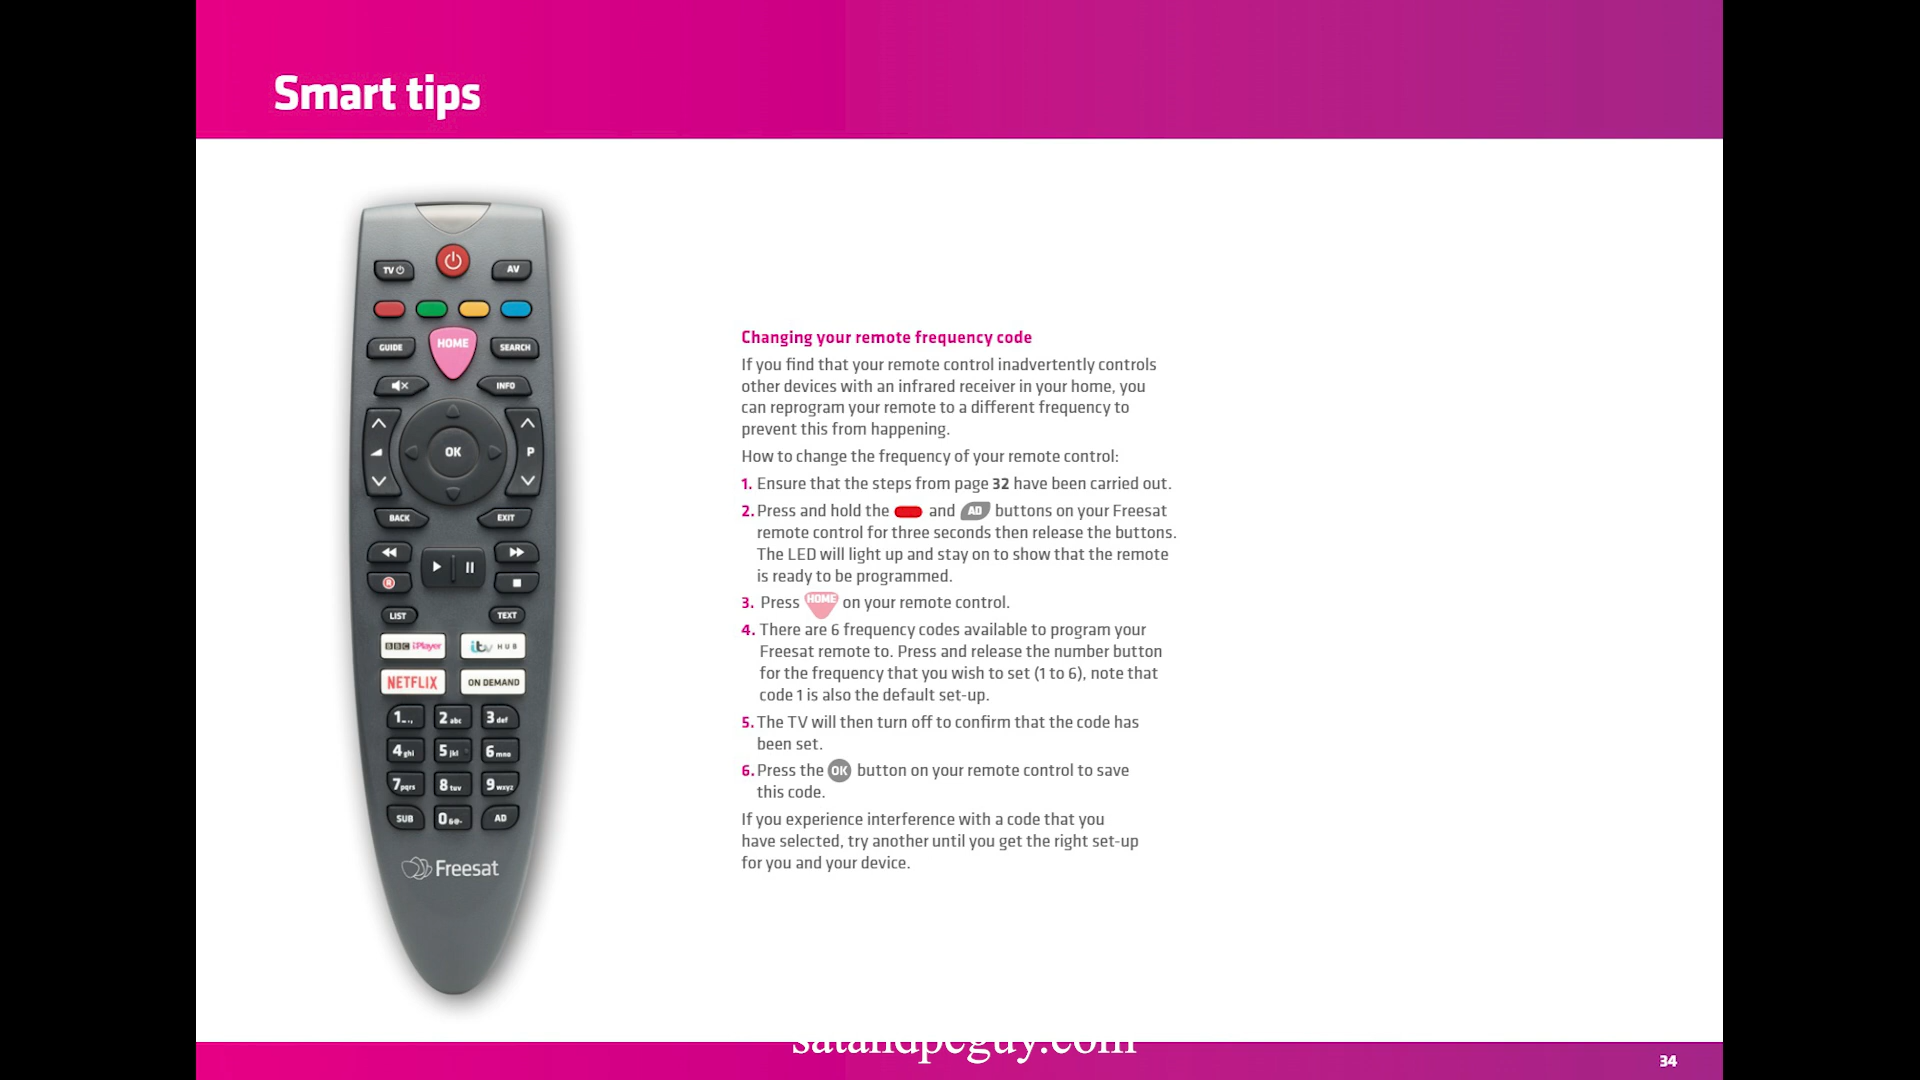 Smart tips
TV
AV
GUIDE
HOME
SEARCH
INFO
OK
P
BACK
EXIT
R
LIST
TEXT
BBC iPlayer
itv HUB
NETFLIX
ON DEMAND
1 2 abc 3 def
4 ghi 5 jkl 6 mno
7 pqrs 8 tuv 9 wxyz
SUB 0 AD
Freesat
Changing your remote frequency code
If you find that your remote control inadvertently controls
other devices with an infrared receiver in your home, you
can reprogram your remote to a different frequency to
prevent this from happening.
How to change the frequency of your remote control:
1. Ensure that the steps from page 32 have been carried out.
2. Press and hold the and AD buttons on your Freesat
remote control for three seconds then release the buttons.
The LED will light up and stay on to show that the remote
is ready to be programmed.
3. Press HOME on your remote control.
4. There are 6 frequency codes available to program your
Freesat remote to. Press and release the number button
for the frequency that you wish to set (1 to 6), note that
code 1 is also the default set-up.
5. The TV will then turn off to confirm that the code has
been set.
6. Press the OK button on your remote control to save
this code.
If you experience interference with a code that you
have selected, try another until you get the right set-up
for you and your device.
satandpcguy.com
34